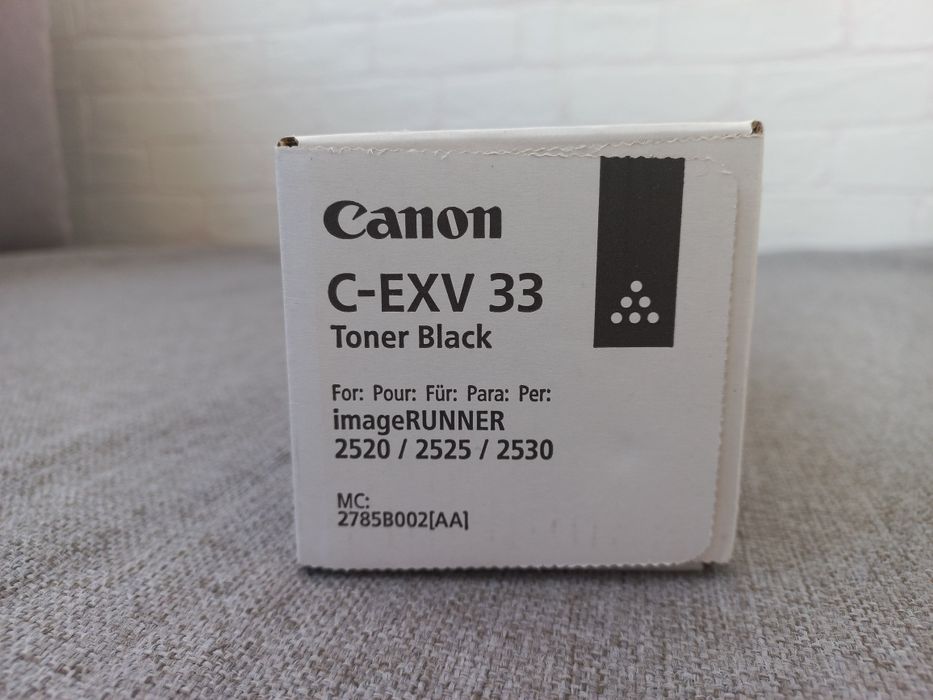 Canon
C-EXV 33
Toner Black
For: Pour: Für: Para: Per:
imageRUNNER
2520 / 2525 / 2530
MC:
2785B002[AA]